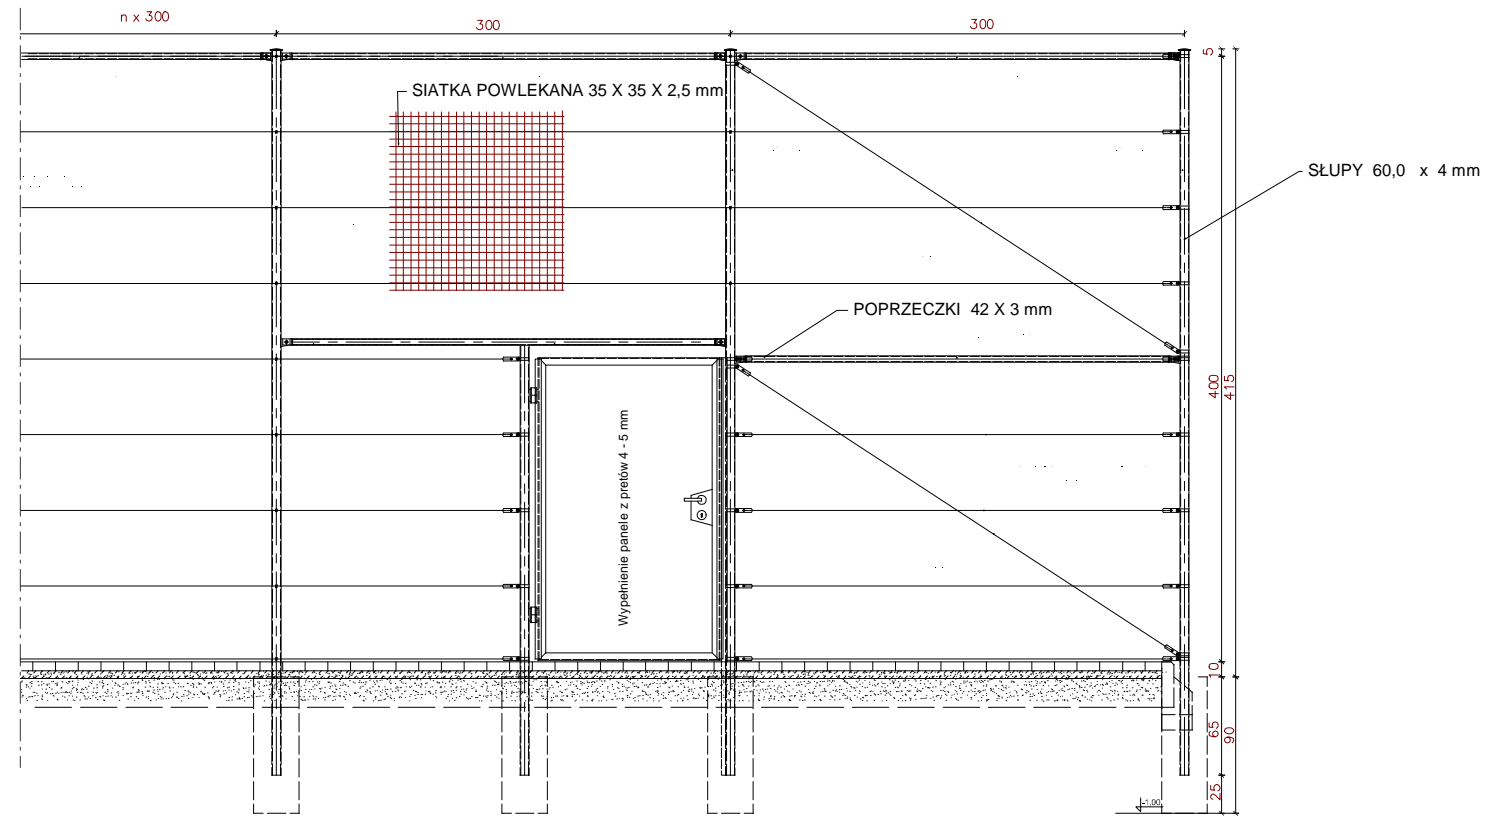 n x 300
300
300
5
SIATKA POWLEKANA 35 X 35 X 2,5 mm
SŁUPY 60,0 x 4 mm
POPRZECZKI 42 X 3 mm
400
415
Wypełnienie panele z pretów 4 - 5 mm
10
65
90
25
-1,00